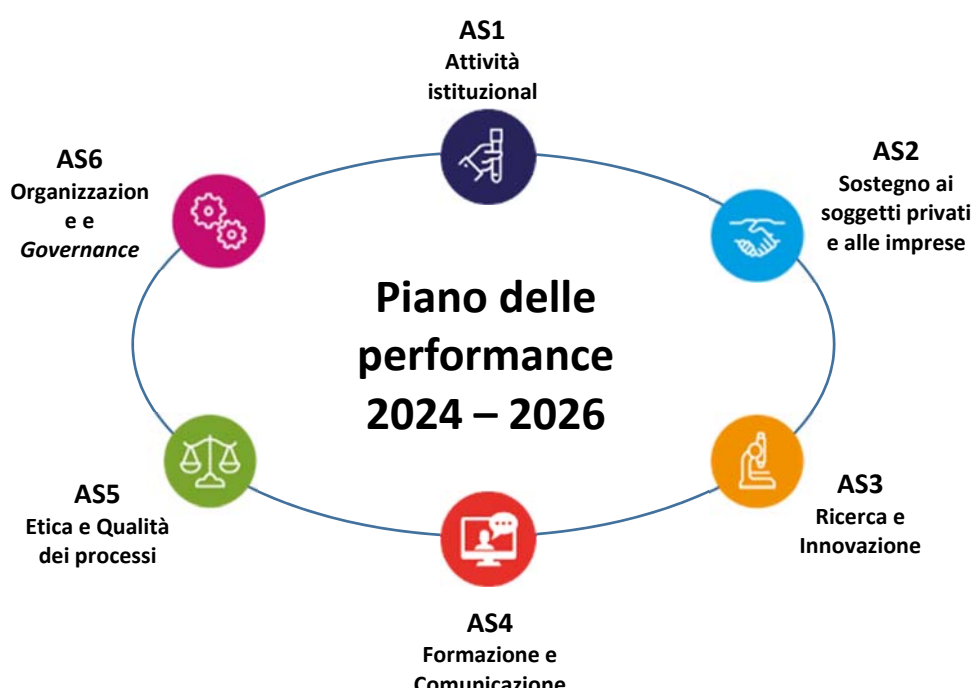 AS1
Attività
istituzional
AS2
Sostegno ai
soggetti privati
e alle imprese
AS3
Ricerca e
Innovazione
AS4
Formazione e
Comunicazione
AS5
Etica e Qualità
dei processi
AS6
Organizzazion
e e
Governance
Piano delle
performance
2024 – 2026